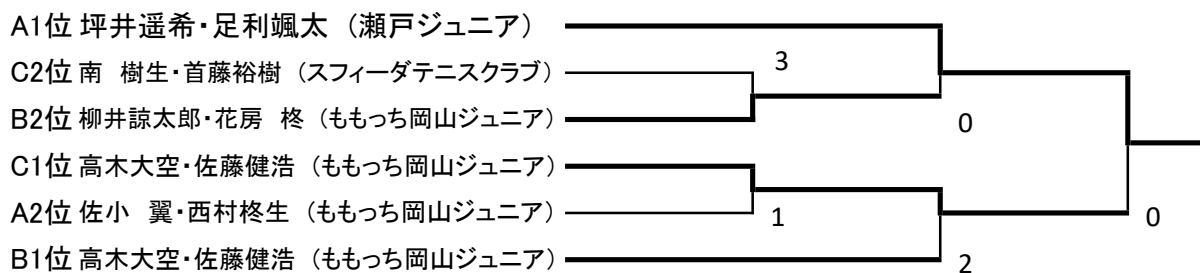 A1位 坪井遥希・足利颯太 （瀬戸ジュニア）
C2位 南　樹生・首藤裕樹 （スフィーダテニスクラブ）
3
B2位 柳井諒太郎・花房　柊 （ももっち岡山ジュニア）
0
C1位 高木大空・佐藤健浩 （ももっち岡山ジュニア）
A2位 佐小　翼・西村柊生 （ももっち岡山ジュニア）
1
0
B1位 高木大空・佐藤健浩 （ももっち岡山ジュニア）
2